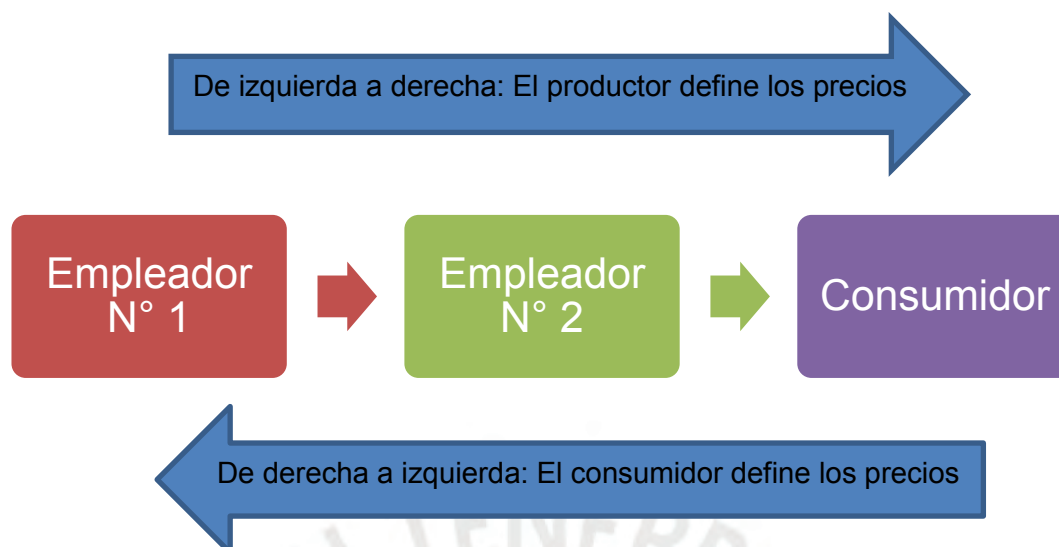 De izquierda a derecha: El productor define los precios
Empleador
N° 1
Empleador
N° 2
Consumidor
De derecha a izquierda: El consumidor define los precios